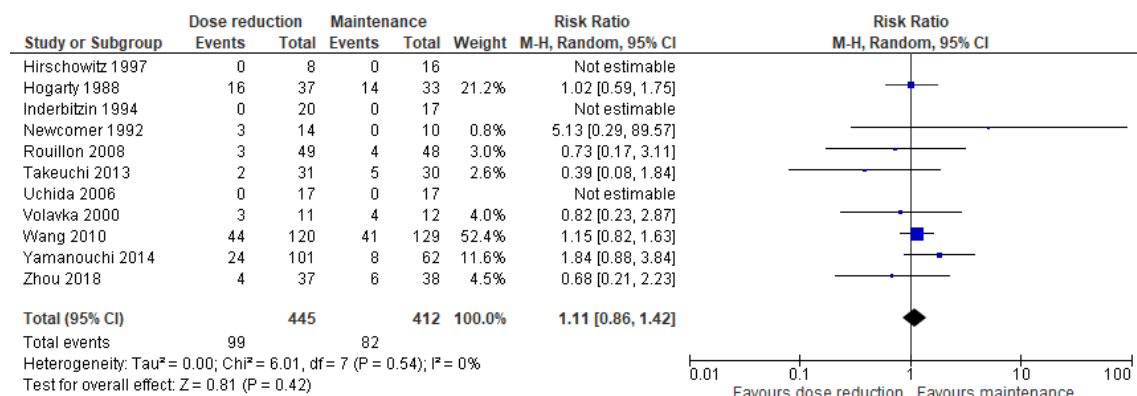 Dose reduction Maintenance Risk Ratio Risk Ratio
Study or Subgroup Events Total Events Total Weight M-H, Random, 95% CI M-H, Random, 95% CI
Hirschowitz 1997 0 8 0 16 Not estimable
Hogarty 1988 16 37 14 33 21.2% 1.02 [0.59, 1.75]
Inderbitzin 1994 0 20 0 17 Not estimable
Newcomer 1992 3 14 0 10 0.8% 5.13 [0.29, 89.57]
Rouillon 2008 3 49 4 48 3.0% 0.73 [0.17, 3.11]
Takeuchi 2013 2 31 5 30 2.6% 0.39 [0.08, 1.84]
Uchida 2006 0 17 0 17 Not estimable
Volavka 2000 3 11 4 12 4.0% 0.82 [0.23, 2.87]
Wang 2010 44 120 41 129 52.4% 1.15 [0.82, 1.63]
Yamanouchi 2014 24 101 8 62 11.6% 1.84 [0.88, 3.84]
Zhou 2018 4 37 6 38 4.5% 0.68 [0.21, 2.23]
Total (95% CI) 445 412 100.0% 1.11 [0.86, 1.42]
Total events 99 82
Heterogeneity: Tau² = 0.00; Chi² = 6.01, df = 7 (P = 0.54); I² = 0%
Test for overall effect: Z = 0.81 (P = 0.42)
0.01 0.1 1 10 100
Favours dose reduction Favours maintenance